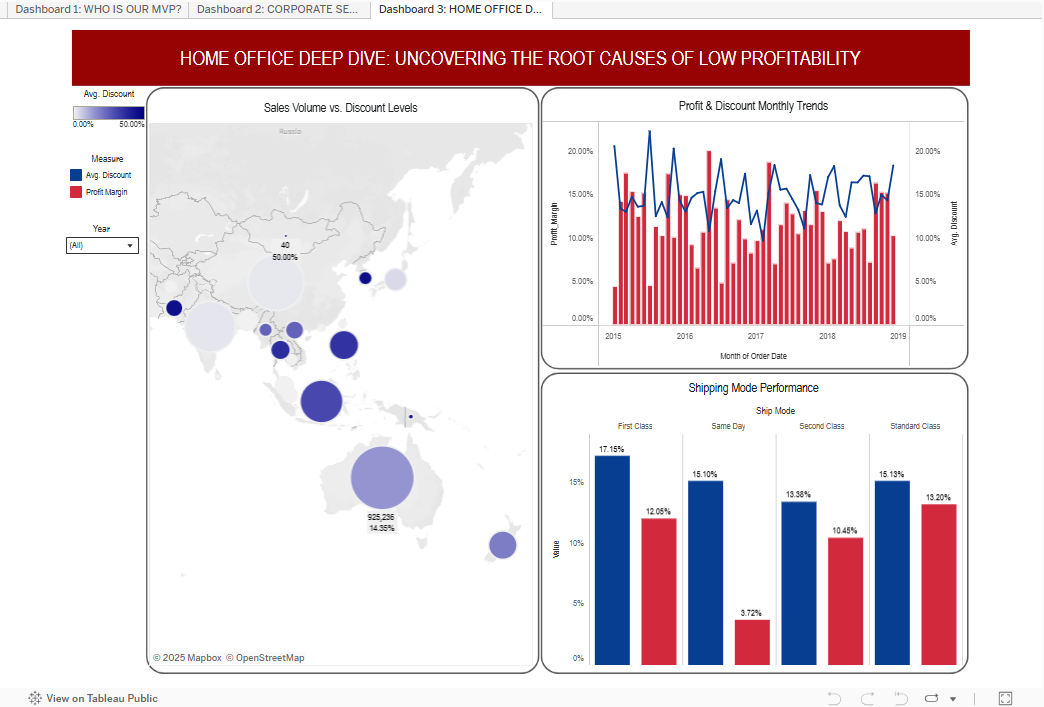 Dashboard 1: WHO IS OUR MVP?
Dashboard 2: CORPORATE SE...
Dashboard 3: HOME OFFICE D...
HOME OFFICE DEEP DIVE: UNCOVERING THE ROOT CAUSES OF LOW PROFITABILITY
Avg. Discount
0.00% 50.00%
Measure
Avg. Discount
Profit Margin
Year
(All)
Sales Volume vs. Discount Levels
Russia
40
50.00%
925,236
14.35%
© 2025 Mapbox © OpenStreetMap
Profit & Discount Monthly Trends
Profit_Margin
20.00%
15.00%
10.00%
5.00%
0.00%
20.00%
15.00%
10.00%
5.00%
0.00%
Avg. Discount
2015 2016 2017 2018 2019
Month of Order Date
Shipping Mode Performance
Ship Mode
First Class Same Day Second Class Standard Class
Value
15%
10%
5%
0%
17.15%
12.05%
15.10%
3.72%
13.38%
10.45%
15.13%
13.20%
View on Tableau Public